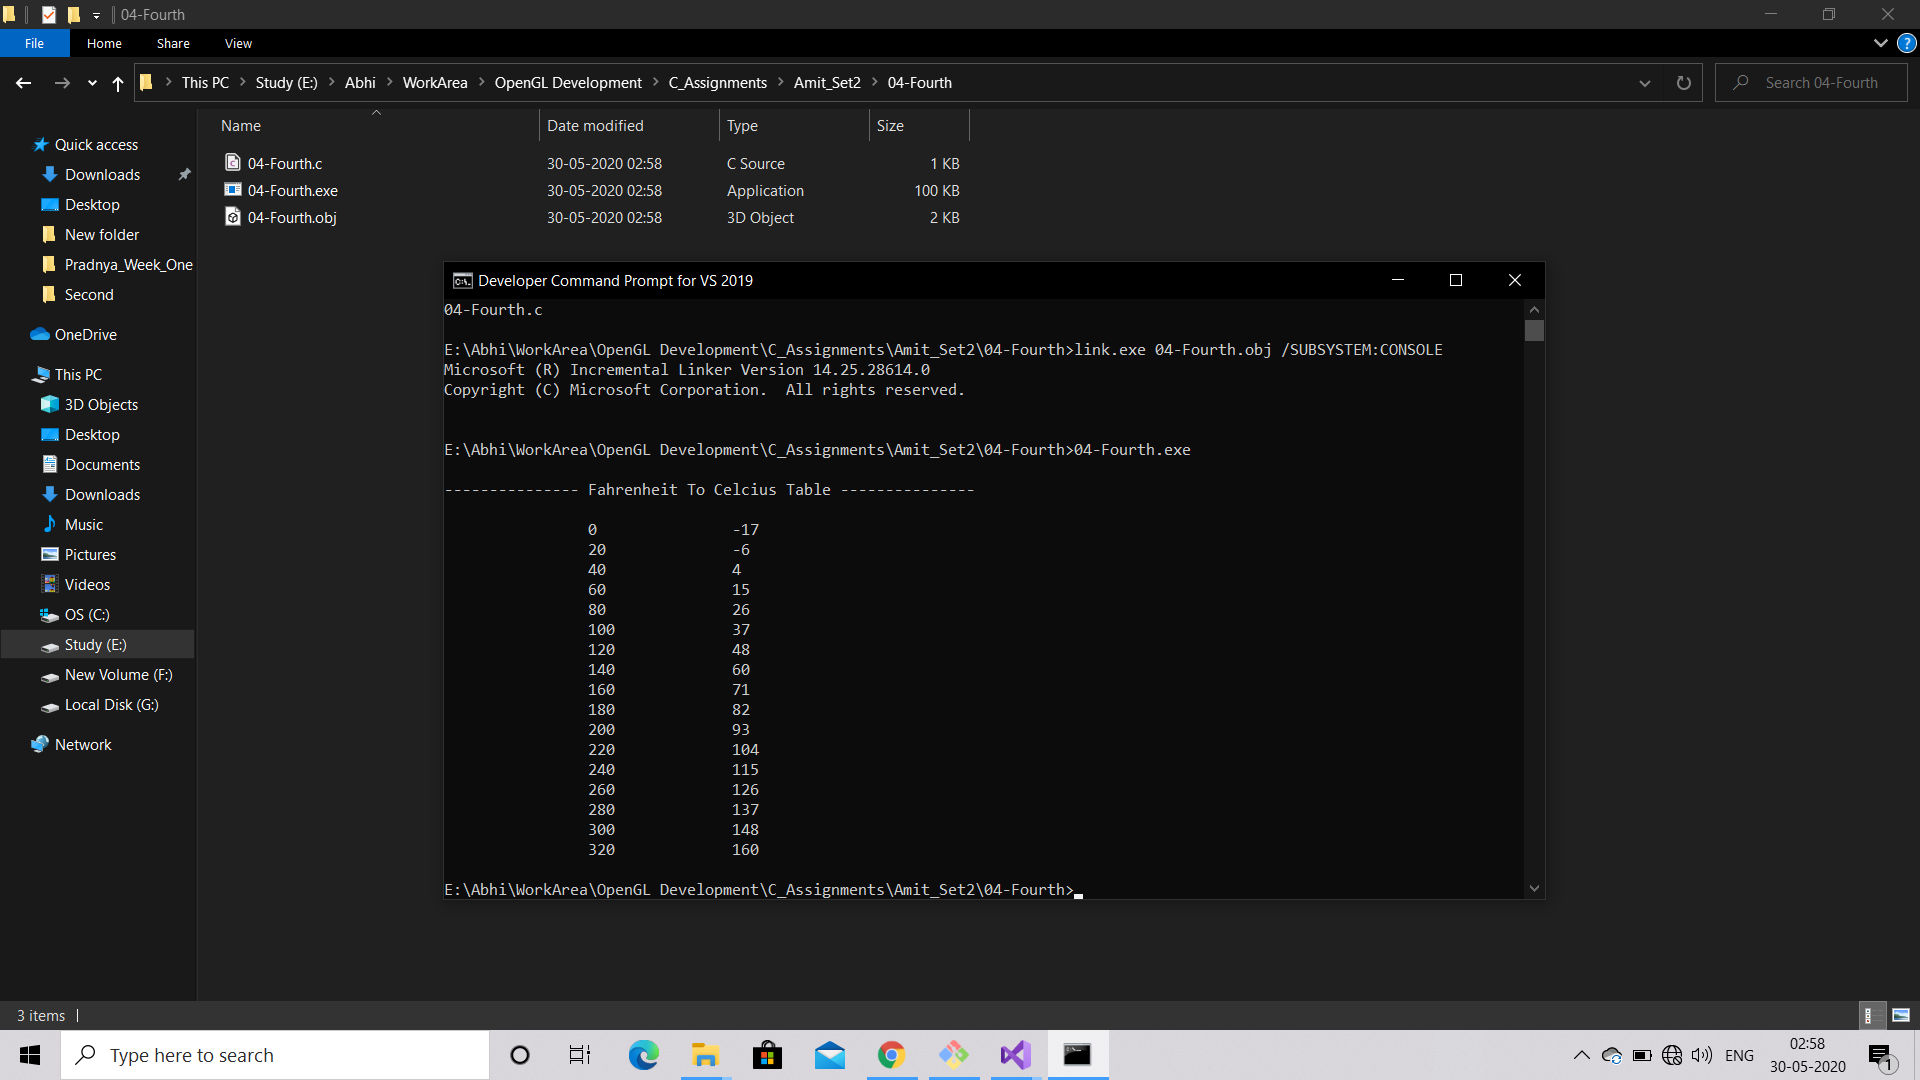 04-Fourth
File Home Share View
This PC Study (E:) Abhi WorkArea OpenGL Development C_Assignments Amit_Set2 04-Fourth
Search 04-Fourth
Name Date modified Type Size
04-Fourth.c 30-05-2020 02:58 C Source 1 KB
04-Fourth.exe 30-05-2020 02:58 Application 100 KB
04-Fourth.obj 30-05-2020 02:58 3D Object 2 KB
Quick access
Downloads
Desktop
New folder
Pradnya_Week_One
Second
OneDrive
This PC
3D Objects
Desktop
Documents
Downloads
Music
Pictures
Videos
OS (C:)
Study (E:)
New Volume (F:)
Local Disk (G:)
Network
Developer Command Prompt for VS 2019
04-Fourth.c
E:\Abhi\WorkArea\OpenGL Development\C_Assignments\Amit_Set2\04-Fourth>link.exe 04-Fourth.obj /SUBSYSTEM:CONSOLE
Microsoft (R) Incremental Linker Version 14.25.28614.0
Copyright (C) Microsoft Corporation.  All rights reserved.
E:\Abhi\WorkArea\OpenGL Development\C_Assignments\Amit_Set2\04-Fourth>04-Fourth.exe
--------------- Fahrenheit To Celcius Table ---------------
0 -17
20 -6
40 4
60 15
80 26
100 37
120 48
140 60
160 71
180 82
200 93
220 104
240 115
260 126
280 137
300 148
320 160
E:\Abhi\WorkArea\OpenGL Development\C_Assignments\Amit_Set2\04-Fourth>
3 items
Type here to search
ENG
02:58
30-05-2020
1